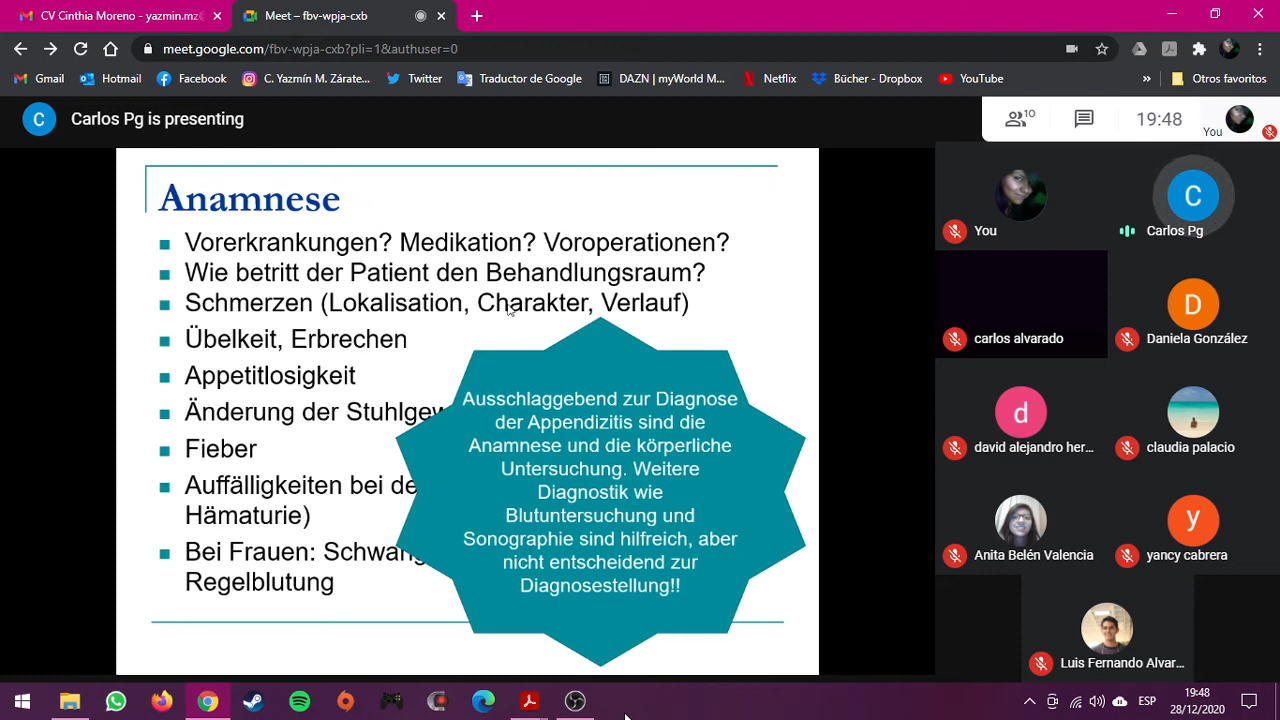 CV Cinthia Moreno - yazmin.mz
Meet – fbv-wpja-cxb
meet.google.com/fbv-wpja-cxb?pli=1&authuser=0
Gmail
Hotmail
Facebook
C. Yazmín M. Zárate...
Twitter
Traductor de Google
DAZN | myWorld M...
Netflix
Bücher - Dropbox
YouTube
»
Otros favoritos
C
Carlos Pg is presenting
10
19:48
You
Anamnese
Vorerkrankungen? Medikation? Voroperationen?
Wie betritt der Patient den Behandlungsraum?
Schmerzen (Lokalisation, Charakter, Verlauf)
Übelkeit, Erbrechen
Appetitlosigkeit
Änderung der Stuhlgew
Fieber
Auffälligkeiten bei de
Hämaturie)
Bei Frauen: Schwang
Regelblutung
Ausschlaggebend zur Diagnose
der Appendizitis sind die
Anamnese und die körperliche
Untersuchung. Weitere
Diagnostik wie
Blutuntersuchung und
Sonographie sind hilfreich, aber
nicht entscheidend zur
Diagnosestellung!!
You
C
Carlos Pg
carlos alvarado
D
Daniela González
d
david alejandro her...
claudia palacio
Anita Belén Valencia
y
yancy cabrera
Luis Fernando Alvar...
ESP
19:48
28/12/2020